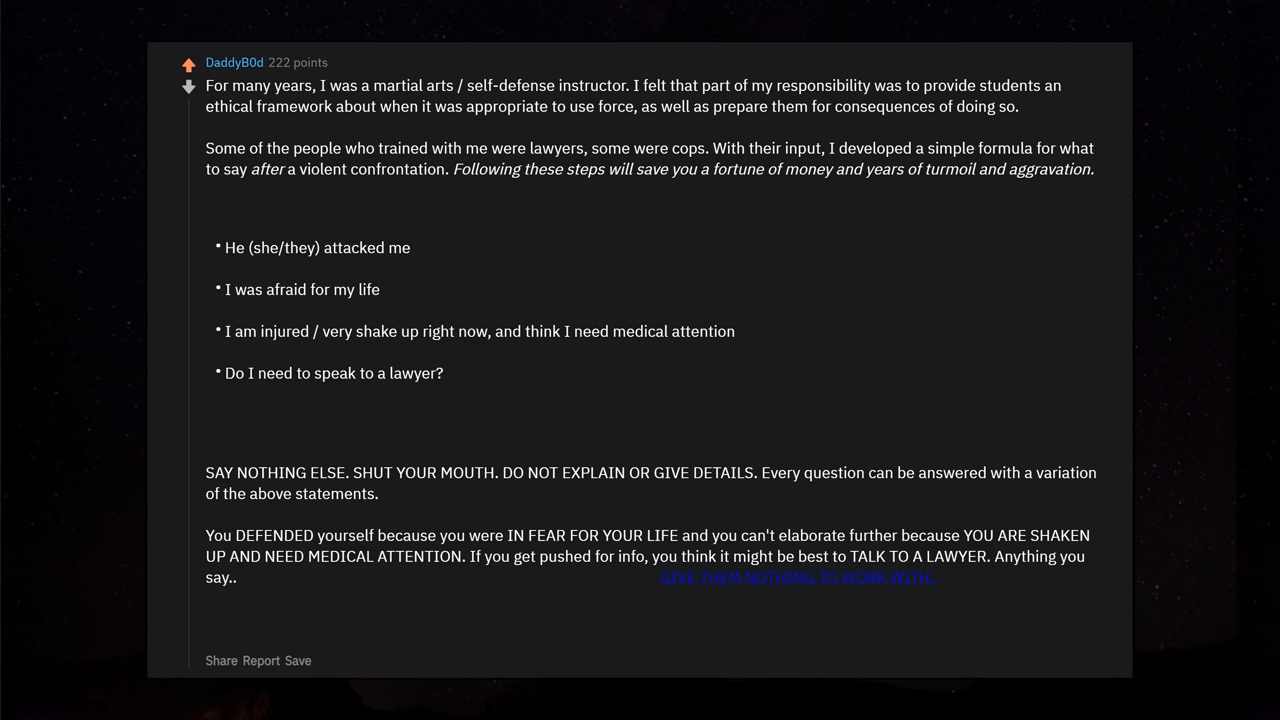 DaddyB0d 222 points
For many years, I was a martial arts / self-defense instructor. I felt that part of my responsibility was to provide students an
ethical framework about when it was appropriate to use force, as well as prepare them for consequences of doing so.
Some of the people who trained with me were lawyers, some were cops. With their input, I developed a simple formula for what
to say after a violent confrontation. Following these steps will save you a fortune of money and years of turmoil and aggravation.
• He (she/they) attacked me
• I was afraid for my life
• I am injured / very shake up right now, and think I need medical attention
• Do I need to speak to a lawyer?
SAY NOTHING ELSE. SHUT YOUR MOUTH. DO NOT EXPLAIN OR GIVE DETAILS. Every question can be answered with a variation
of the above statements.
You DEFENDED yourself because you were IN FEAR FOR YOUR LIFE and you can't elaborate further because YOU ARE SHAKEN
UP AND NEED MEDICAL ATTENTION. If you get pushed for info, you think it might be best to TALK TO A LAWYER. Anything you
say.. GIVE THEM NOTHING TO WORK WITH.
Share Report Save